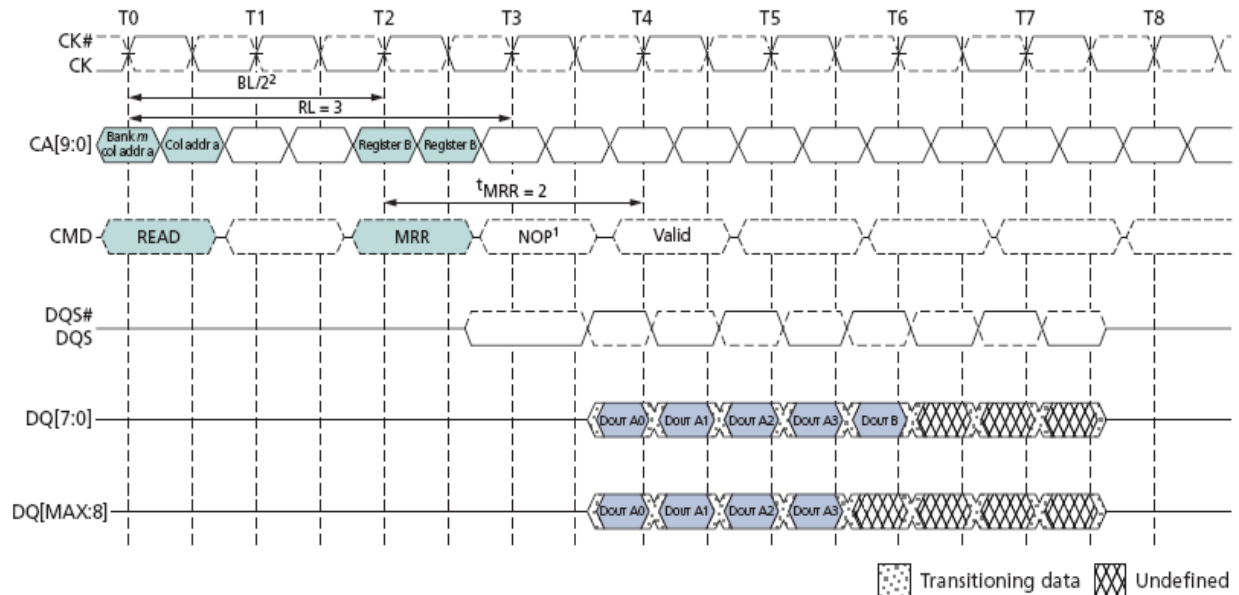 T0 T1 T2 T3 T4 T5 T6 T7 T8
CK#
CK
BL/2²
RL = 3
CA[9:0] Bank m col addr a Col addr a Register B Register B
tMRR = 2
CMD READ MRR NOP¹ Valid
DQS#
DQS
DQ[7:0] DOUT A0 DOUT A1 DOUT A2 DOUT A3 DOUT B
DQ[MAX:8] DOUT A0 DOUT A1 DOUT A2 DOUT A3
Transitioning data Undefined